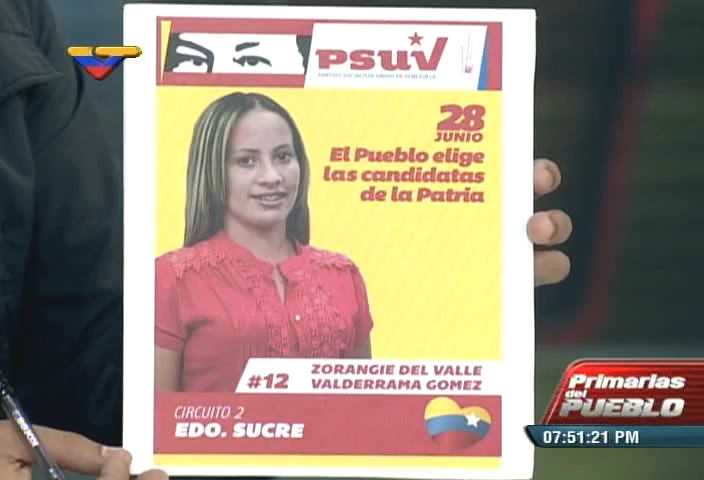 PSUV
PARTIDO SOCIALISTA UNIDO DE VENEZUELA
28
JUNIO
El Pueblo elige
las candidatas
de la Patria
#12
ZORANGIE DEL VALLE
VALDERRAMA GOMEZ
CIRCUITO 2
EDO. SUCRE
Primarias
del
PUEBLO
07:51:21 PM